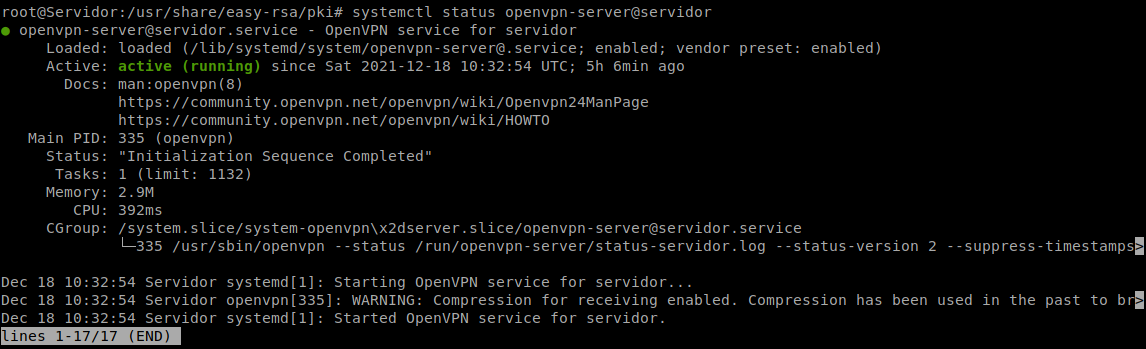 root@Servidor:/usr/share/easy-rsa/pki# systemctl status openvpn-server@servidor
● openvpn-server@servidor.service - OpenVPN service for servidor
     Loaded: loaded (/lib/systemd/system/openvpn-server@.service; enabled; vendor preset: enabled)
     Active: active (running) since Sat 2021-12-18 10:32:54 UTC; 5h 6min ago
       Docs: man:openvpn(8)
             https://community.openvpn.net/openvpn/wiki/Openvpn24ManPage
             https://community.openvpn.net/openvpn/wiki/HOWTO
   Main PID: 335 (openvpn)
     Status: "Initialization Sequence Completed"
      Tasks: 1 (limit: 1132)
     Memory: 2.9M
        CPU: 392ms
     CGroup: /system.slice/system-openvpn\x2dserver.slice/openvpn-server@servidor.service
             └─335 /usr/sbin/openvpn --status /run/openvpn-server/status-servidor.log --status-version 2 --suppress-timestamps>

Dec 18 10:32:54 Servidor systemd[1]: Starting OpenVPN service for servidor...
Dec 18 10:32:54 Servidor openvpn[335]: WARNING: Compression for receiving enabled. Compression has been used in the past to br>
Dec 18 10:32:54 Servidor systemd[1]: Started OpenVPN service for servidor.
lines 1-17/17 (END)